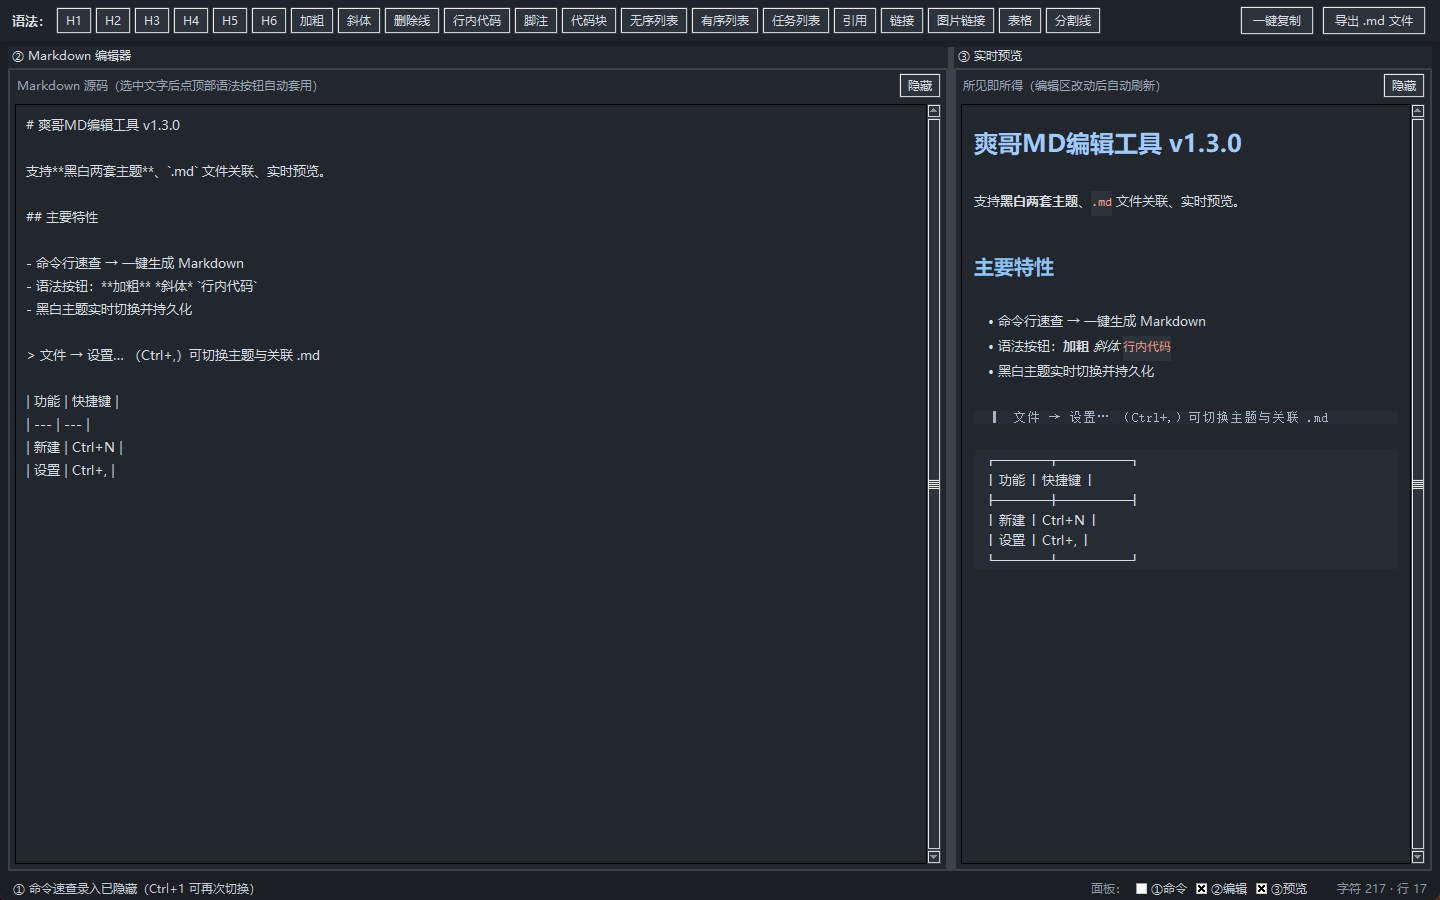 语法： H1 H2 H3 H4 H5 H6 加粗 斜体 删除线 行内代码 脚注 代码块 无序列表 有序列表 任务列表 引用 链接 图片链接 表格 分割线 一键复制 导出 .md 文件
② Markdown 编辑器
Markdown 源码（选中文字后点顶部语法按钮自动套用） 隐藏
# 爽哥MD编辑工具 v1.3.0
支持**黑白两套主题**、`.md` 文件关联、实时预览。
## 主要特性
- 命令行速查 → 一键生成 Markdown
- 语法按钮：**加粗** *斜体* `行内代码`
- 黑白主题实时切换并持久化
> 文件 → 设置… （Ctrl+,）可切换主题与关联 .md
| 功能 | 快捷键 |
| --- | --- |
| 新建 | Ctrl+N |
| 设置 | Ctrl+, |
③ 实时预览
所见即所得（编辑区改动后自动刷新） 隐藏
爽哥MD编辑工具 v1.3.0
支持黑白两套主题、.md 文件关联、实时预览。
主要特性
• 命令行速查 → 一键生成 Markdown
• 语法按钮：加粗 斜体 行内代码
• 黑白主题实时切换并持久化
文件 → 设置… （Ctrl+,）可切换主题与关联 .md
| 功能 | 快捷键 |
| 新建 | Ctrl+N |
| 设置 | Ctrl+, |
① 命令速查录入已隐藏（Ctrl+1 可再次切换） 面板： ①命令 ②编辑 ③预览 字符 217 · 行 17